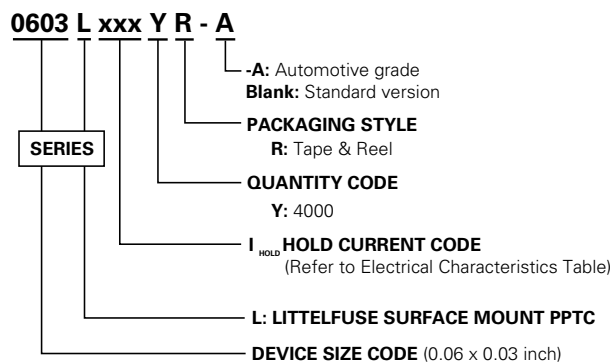 0603 L xxx Y R - A
-A: Automotive grade
Blank: Standard version
PACKAGING STYLE
R: Tape & Reel
SERIES
QUANTITY CODE
Y: 4000
I HOLD HOLD CURRENT CODE
(Refer to Electrical Characteristics Table)
L: LITTELFUSE SURFACE MOUNT PPTC
DEVICE SIZE CODE (0.06 x 0.03 inch)